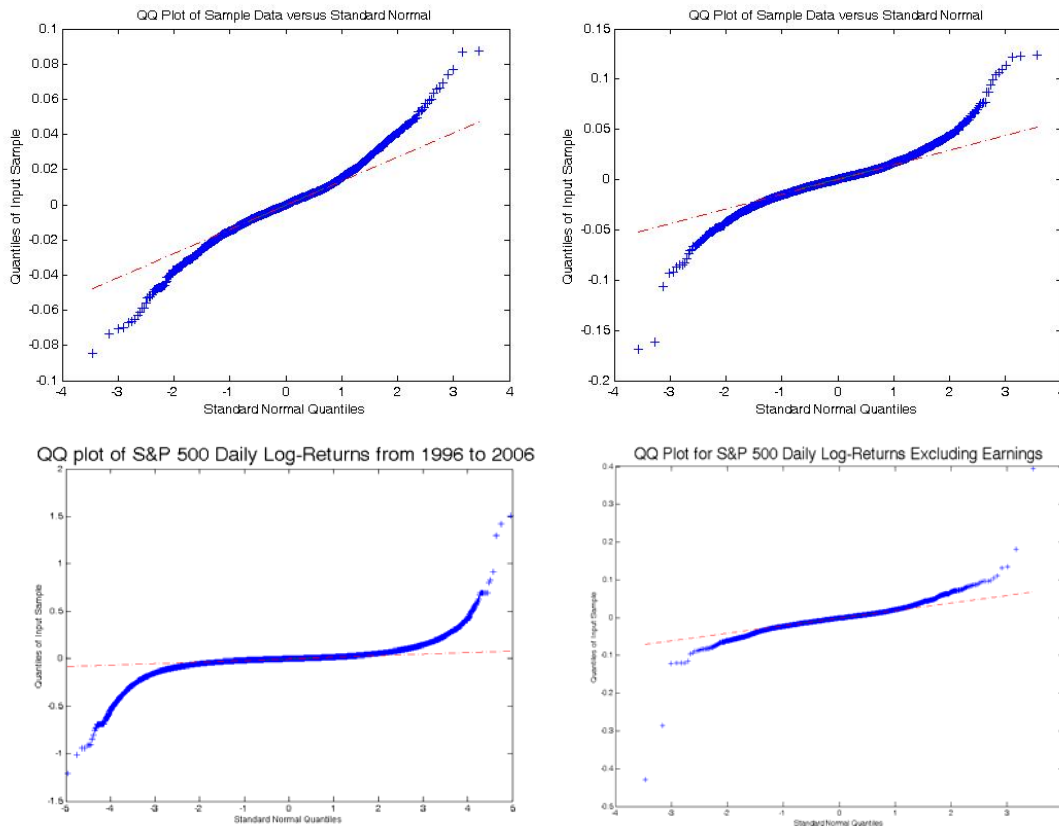 QQ Plot of Sample Data versus Standard Normal
0.1
0.08
0.06
0.04
0.02
0
-0.02
-0.04
-0.06
-0.08
-0.1
Quantiles of Input Sample
-4 -3 -2 -1 0 1 2 3 4
Standard Normal Quantiles
QQ Plot of Sample Data versus Standard Normal
0.15
0.1
0.05
0
-0.05
-0.1
-0.15
-0.2
Quantiles of Input Sample
-4 -3 -2 -1 0 1 2 3 4
Standard Normal Quantiles
QQ plot of S&P 500 Daily Log-Returns from 1996 to 2006
2
1.5
1
0.5
0
-0.5
-1
-1.5
Quantiles of Input Sample
-5 -4 -3 -2 -1 0 1 2 3 4 5
Standard Normal Quantiles
QQ Plot for S&P 500 Daily Log-Returns Excluding Earnings
0.4
0.3
0.2
0.1
0
-0.1
-0.2
-0.3
-0.4
-0.5
Quantiles of Input Sample
-4 -3 -2 -1 0 1 2 3
Standard Normal Quantiles